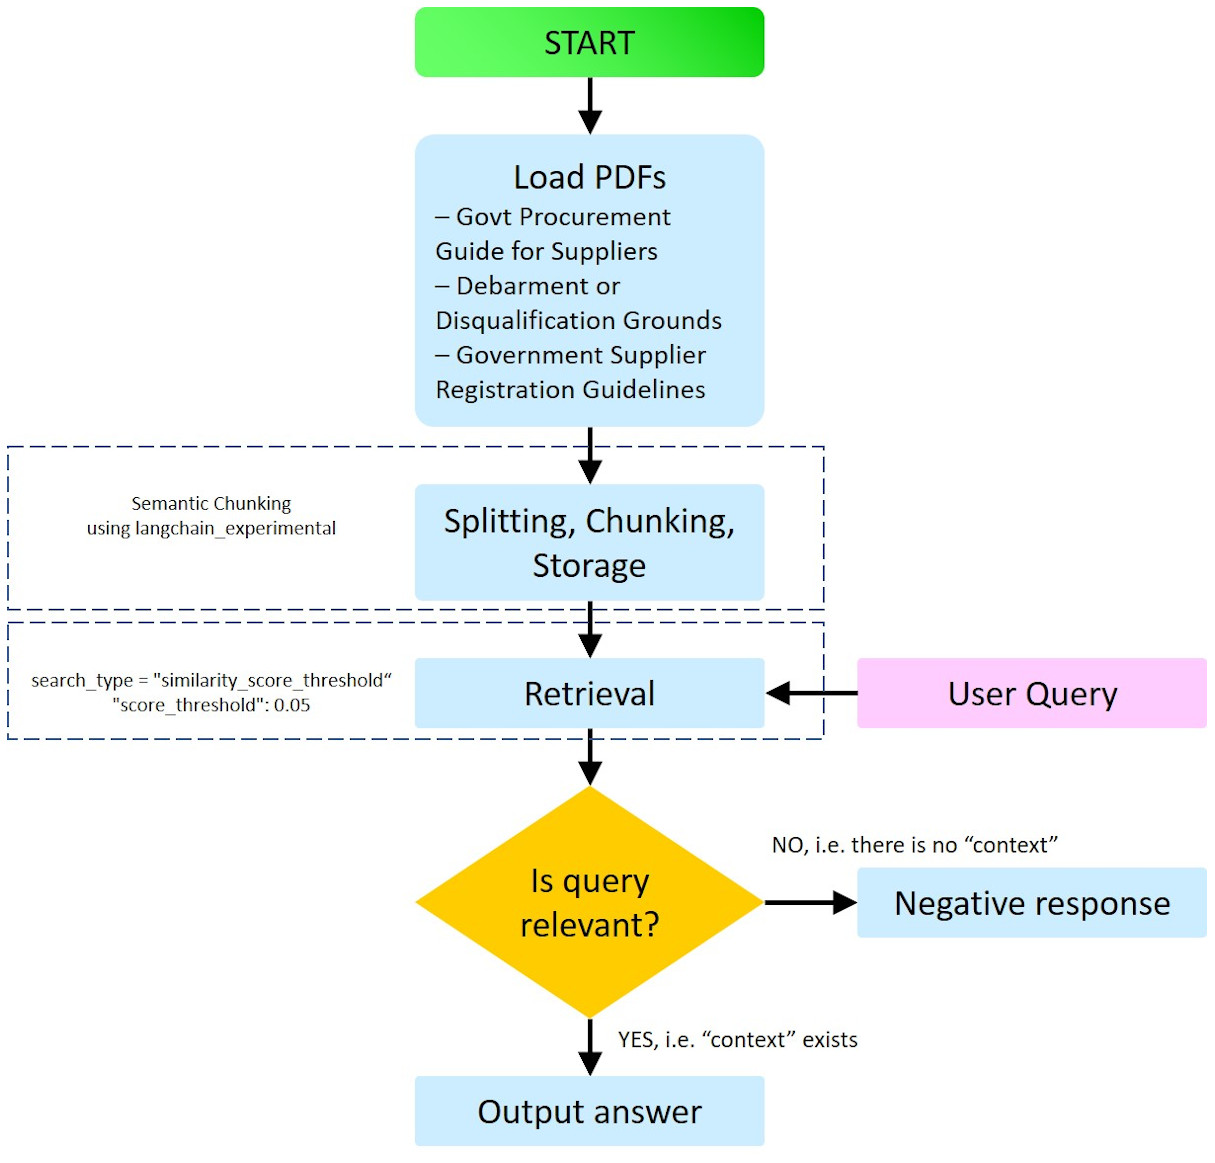 START
Load PDFs
– Govt Procurement
Guide for Suppliers
– Debarment or
Disqualification Grounds
– Government Supplier
Registration Guidelines
Semantic Chunking
using langchain_experimental
Splitting, Chunking,
Storage
search_type = "similarity_score_threshold“
"score_threshold": 0.05
Retrieval
User Query
Is query
relevant?
NO, i.e. there is no “context”
Negative response
YES, i.e. “context” exists
Output answer